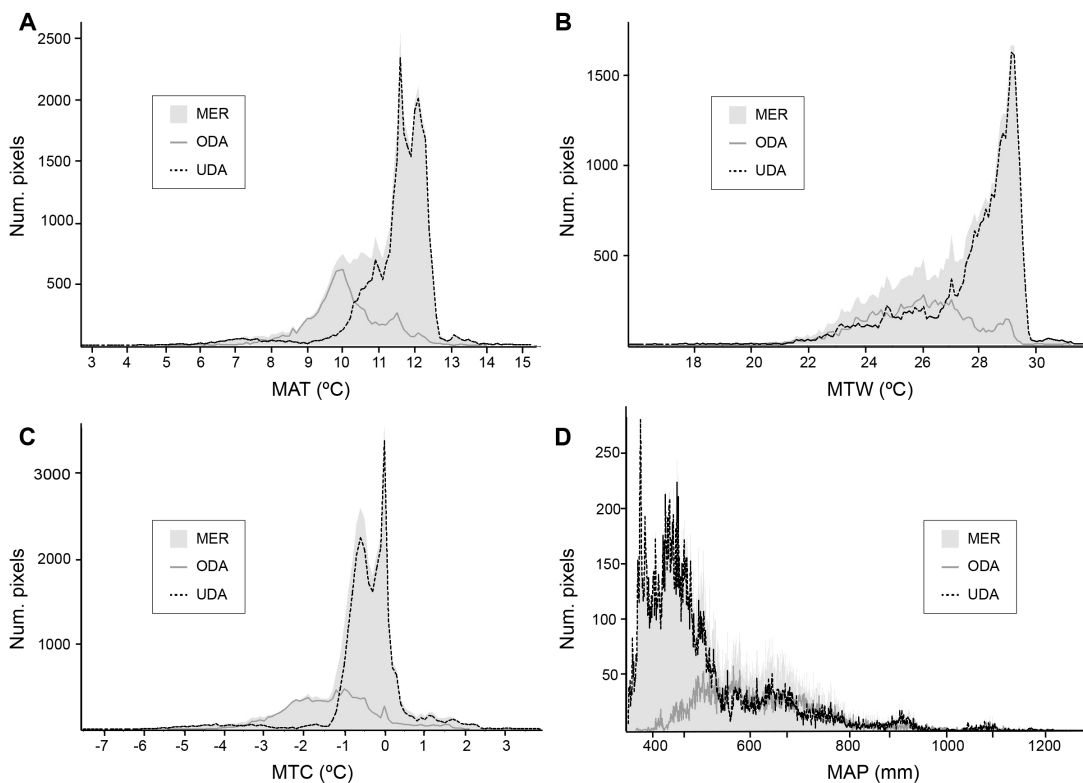 A
Num. pixels
2500
2000
1500
1000
500
MER
ODA
UDA
3 4 5 6 7 8 9 10 11 12 13 14 15
MAT (ºC)
B
Num. pixels
1500
1000
500
MER
ODA
UDA
18 20 22 24 26 28 30
MTW (ºC)
C
Num. pixels
3000
2000
1000
MER
ODA
UDA
-7 -6 -5 -4 -3 -2 -1 0 1 2 3
MTC (ºC)
D
Num. pixels
250
200
150
100
50
MER
ODA
UDA
400 600 800 1000 1200
MAP (mm)